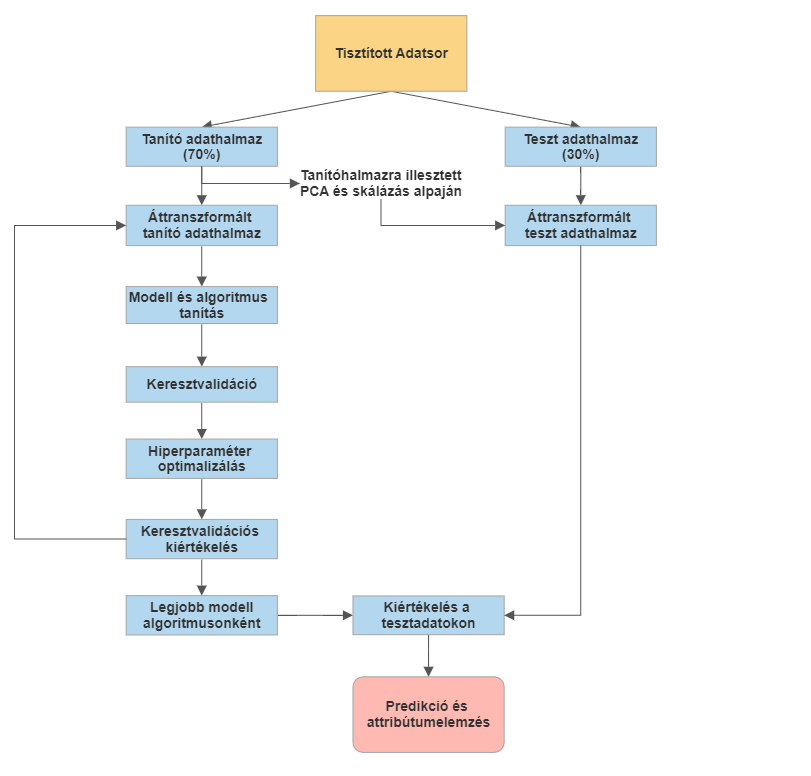 Tisztított Adatsor
Tanító adathalmaz
(70%)
Teszt adathalmaz
(30%)
Tanítóhalmazra illesztett
PCA és skálázás alpaján
Áttranszformált
tanító adathalmaz
Áttranszformált
teszt adathalmaz
Modell és algoritmus
tanítás
Keresztvalidáció
Hiperparaméter
optimalizálás
Keresztvalidációs
kiértékelés
Legjobb modell
algoritmusonként
Kiértékelés a
tesztadatokon
Predikció és
attribútumelemzés